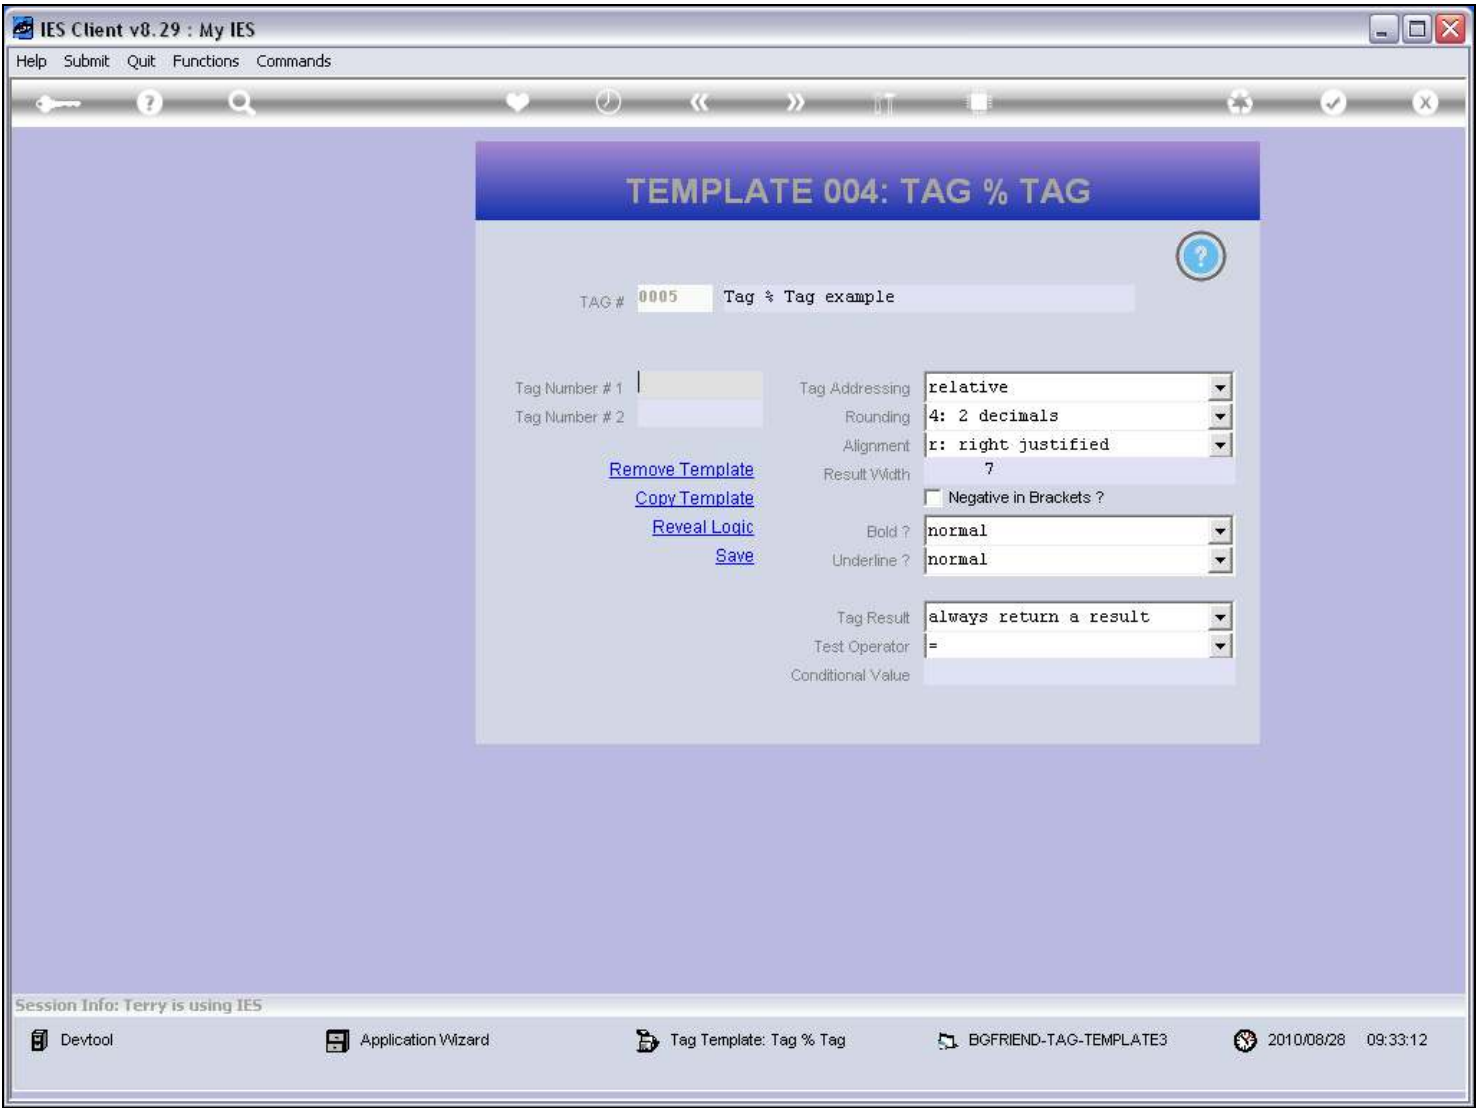 IES Client v8.29 : My IES
Help Submit Quit Functions Commands
TEMPLATE 004: TAG % TAG
TAG # 0005 Tag % Tag example
Tag Number # 1 Tag Addressing relative
Tag Number # 2 Rounding 4: 2 decimals
Alignment r: right justified
Remove Template Result Width 7
Copy Template Negative in Brackets ?
Reveal Logic Bold ? normal
Save Underline ? normal
Tag Result always return a result
Test Operator =
Conditional Value
Session Info: Terry is using IES
Devtool Application Wizard Tag Template: Tag % Tag BGFRIEND-TAG-TEMPLATE3 2010/08/28 09:33:12